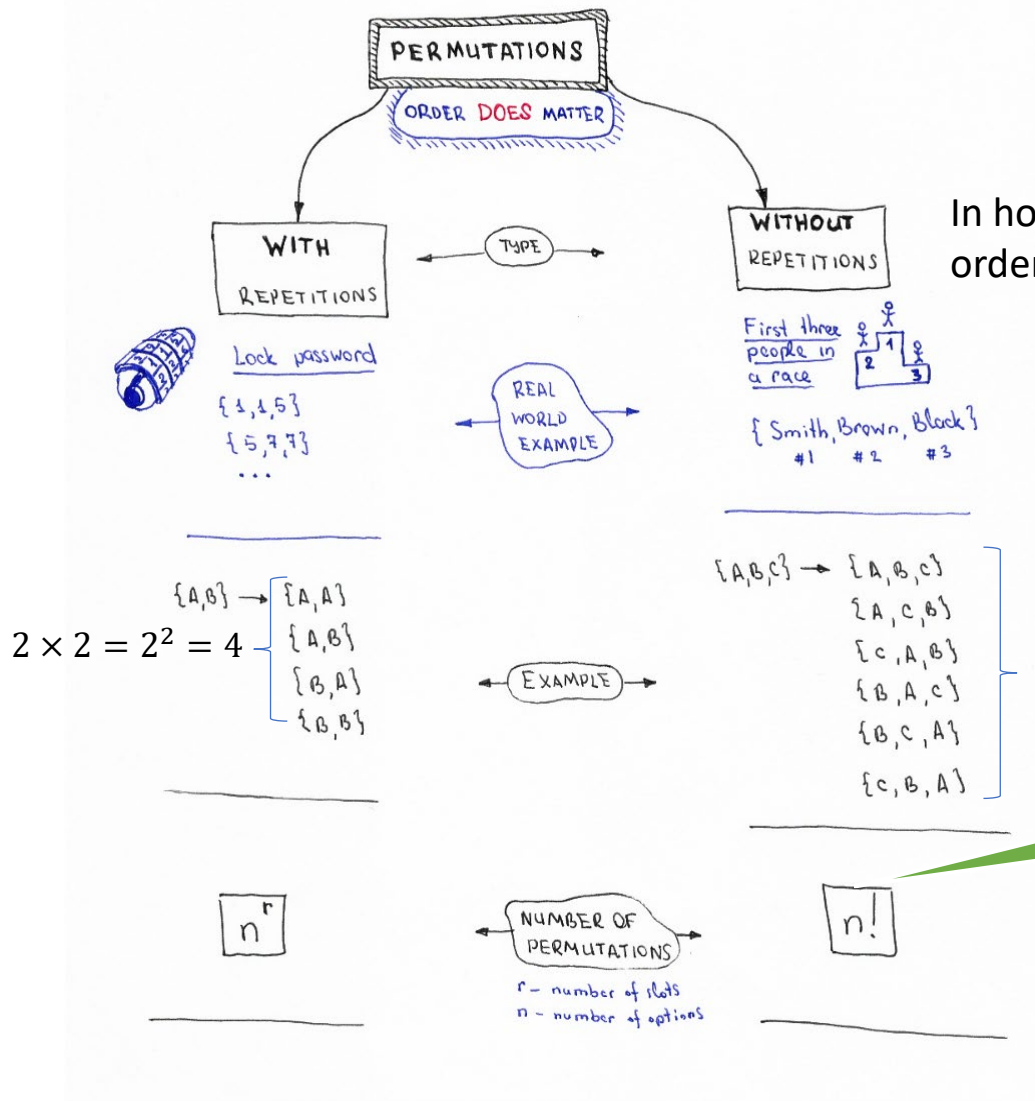 PERMUTATIONS
ORDER DOES MATTER
WITH
REPETITIONS
TYPE
WITHOUT
REPETITIONS
In ho
order
Lock password
{1,1,5}
{5,7,7}
...
REAL
WORLD
EXAMPLE
First three
people in
a race
1
2
3
{Smith, Brown, Black}
#1 #2 #3
{A,B} → {A,A}
{A,B}
{B,A}
{B,B}
2 × 2 = 2² = 4
EXAMPLE
{A,B,C} → {A,B,C}
{A,C,B}
{C,A,B}
{B,A,C}
{B,C,A}
{C,B,A}
nʳ
NUMBER OF
PERMUTATIONS
r - number of slots
n - number of options
n!